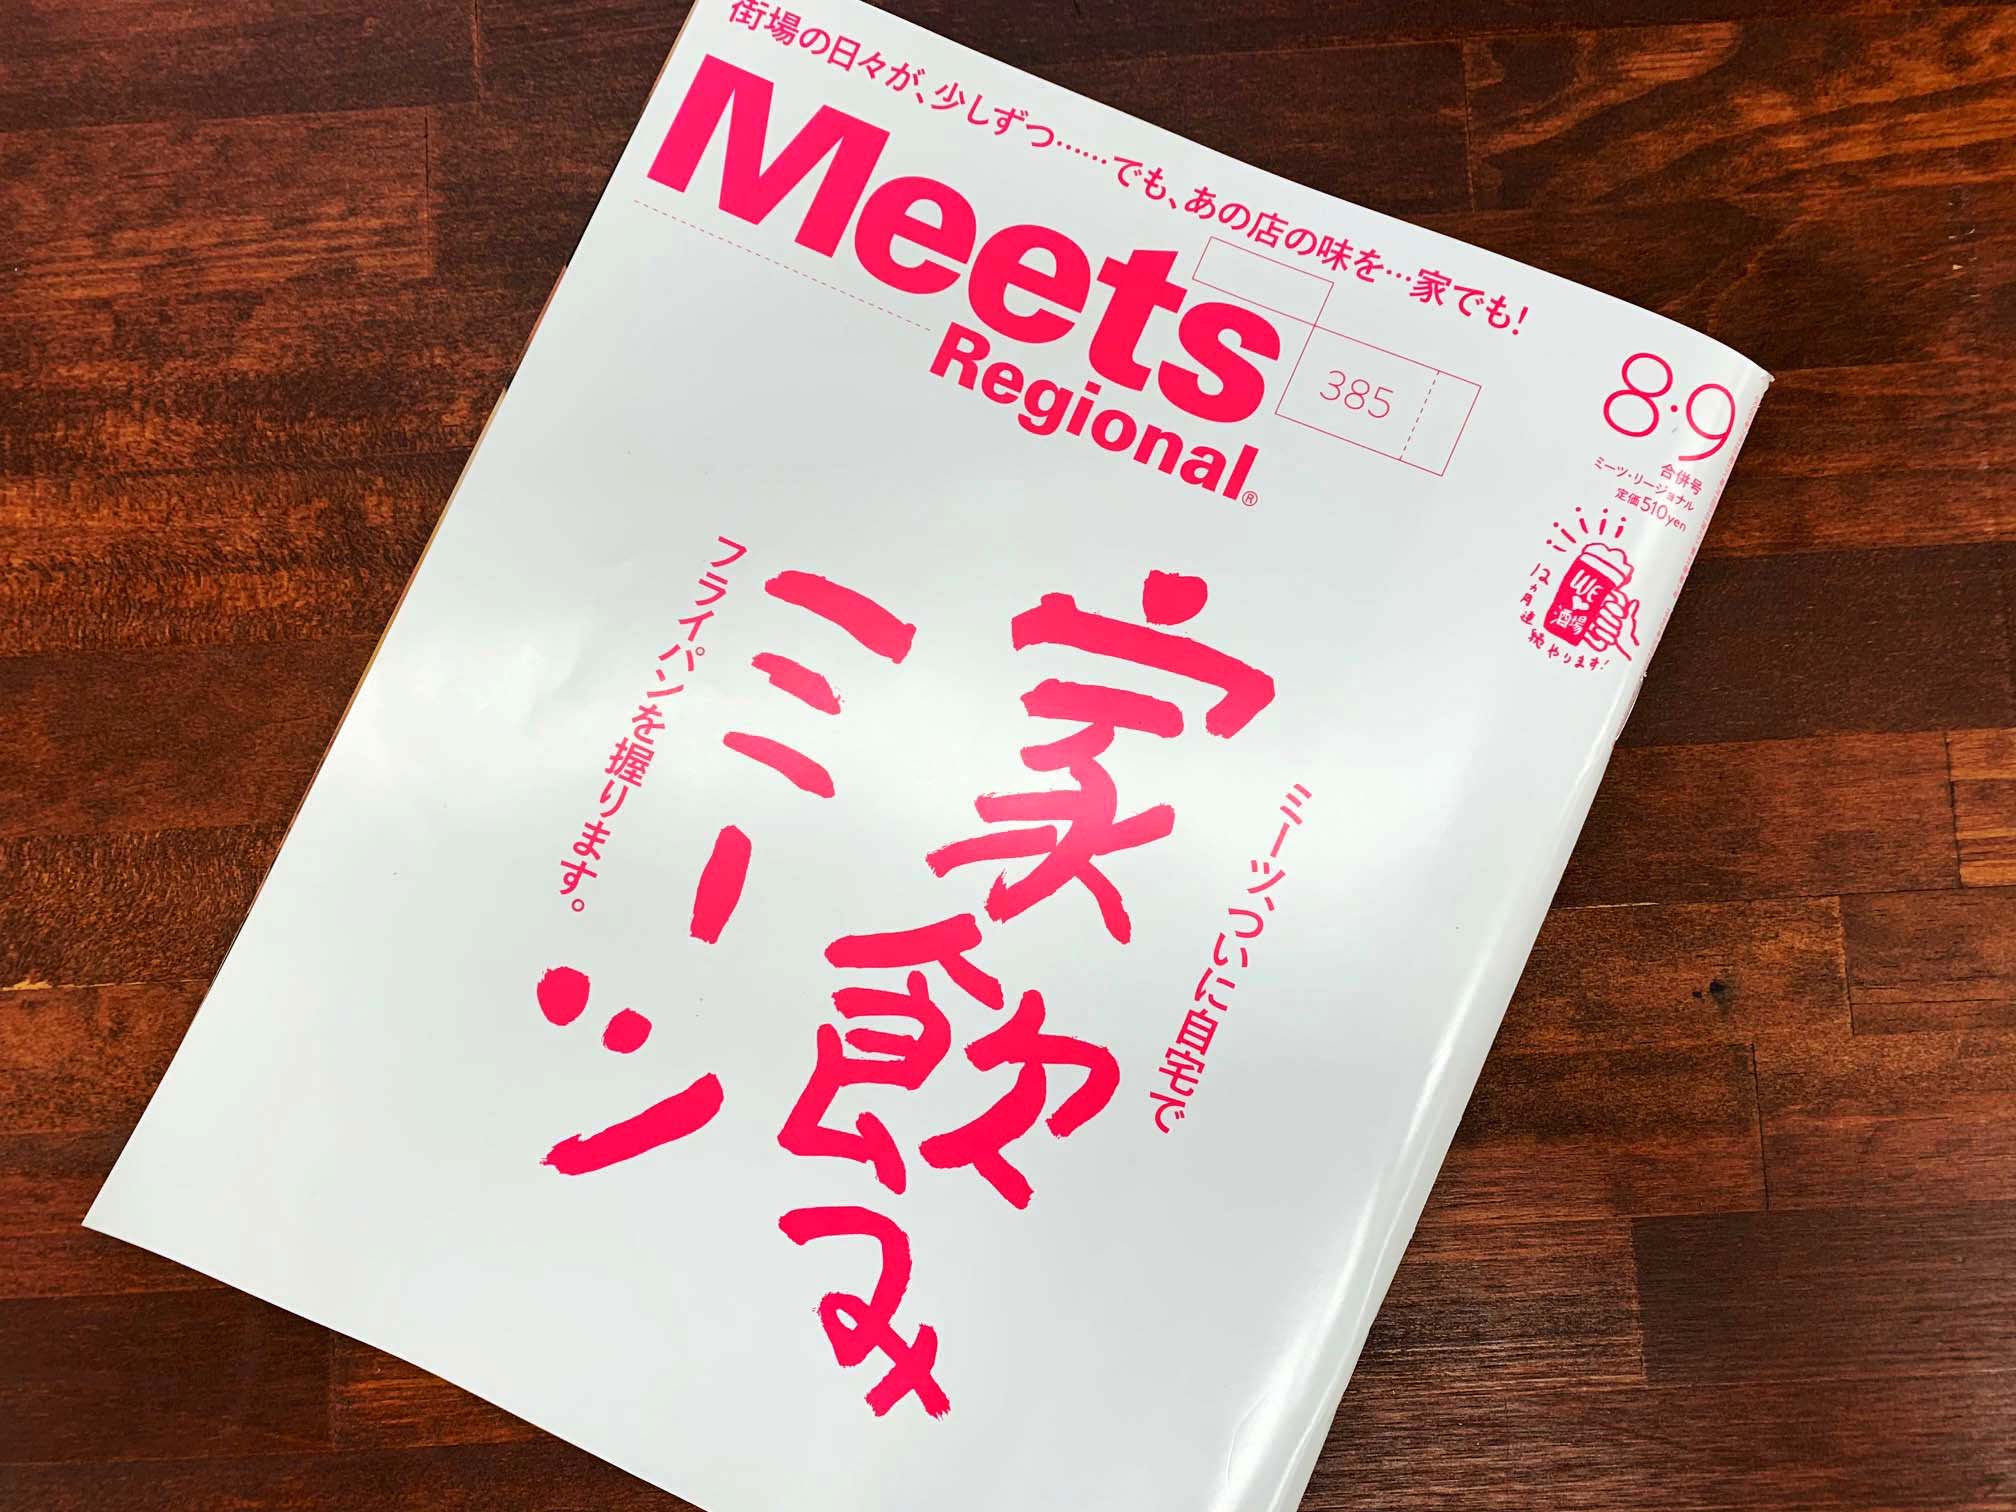 街場の日々が、少しずつ……でも、あの店の味を…家でも!
Meets
Regional®
385
8・9
合併号
ミーツ・リージョナル
定価510yen
WE
酒場
12ヵ月連続やります!
ミーツ、ついに自宅で
家飲み
ミーツ
フライパンを握ります。